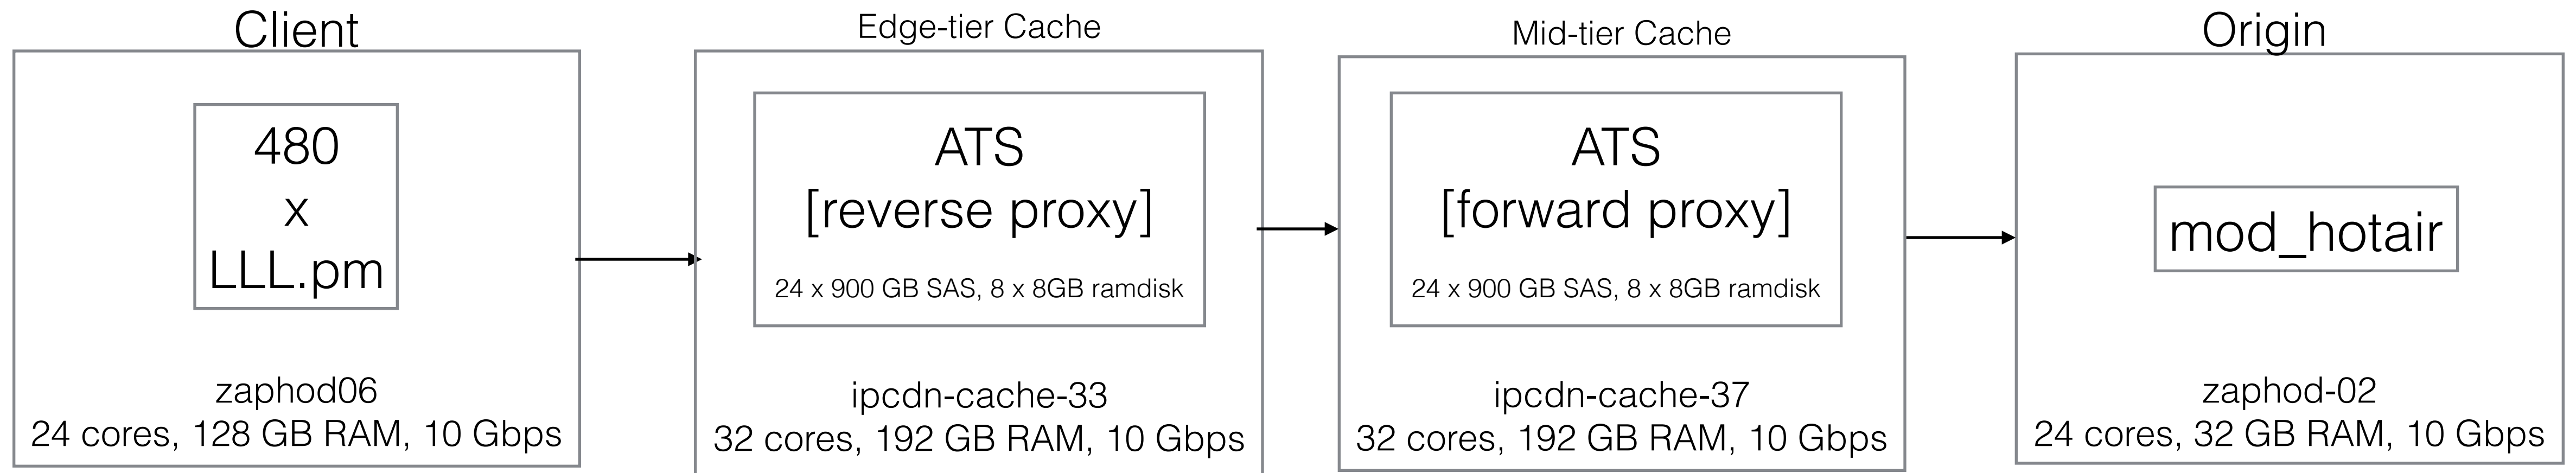 Client
480
x
LLL.pm
zaphod06
24 cores, 128 GB RAM, 10 Gbps
Edge-tier Cache
ATS
[reverse proxy]
24 x 900 GB SAS, 8 x 8GB ramdisk
ipcdn-cache-33
32 cores, 192 GB RAM, 10 Gbps
Mid-tier Cache
ATS
[forward proxy]
24 x 900 GB SAS, 8 x 8GB ramdisk
ipcdn-cache-37
32 cores, 192 GB RAM, 10 Gbps
Origin
mod_hotair
zaphod-02
24 cores, 32 GB RAM, 10 Gbps